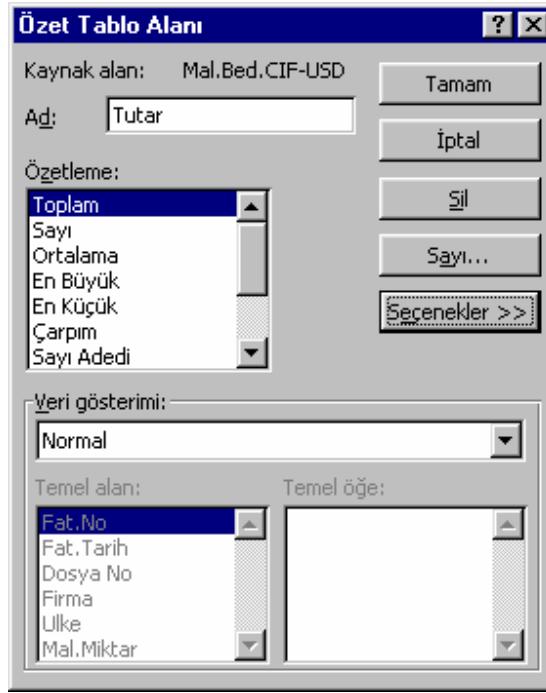 Özet Tablo Alanı
Kaynak alan: Mal.Bed.CIF-USD
Ad: Tutar
Tamam
İptal
Özetleme:
Toplam
Sayı
Ortalama
En Büyük
En Küçük
Çarpım
Sayı Adedi
Sil
Sayı...
Seçenekler >>
Veri gösterimi:
Normal
Temel alan:
Fat.No
Fat.Tarih
Dosya No
Firma
Ulke
Mal.Miktar
Temel öğe: